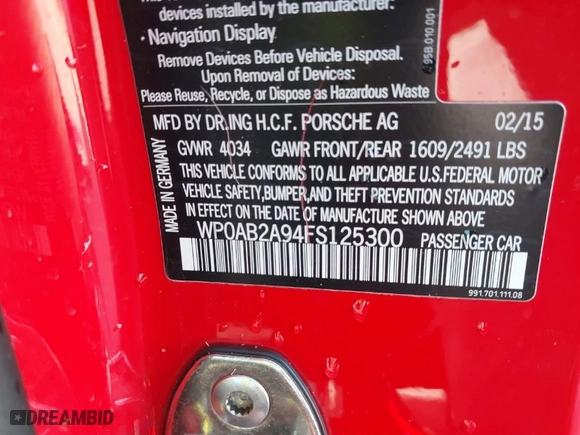 devices installed by the manufacturer:
• Navigation Display
Remove Devices Before Vehicle Disposal.
Upon Removal of Devices:
Please Reuse, Recycle, or Dispose as Hazardous Waste
95B.010.001
MFD BY DR.ING H.C.F. PORSCHE AG 02/15
GVWR 4034 GAWR FRONT/REAR 1609/2491 LBS
THIS VEHICLE CONFORMS TO ALL APPLICABLE U.S.FEDERAL MOTOR
VEHICLE SAFETY,BUMPER,AND THEFT PREVENTION STANDARDS
IN EFFECT ON THE DATE OF MANUFACTURE SHOWN ABOVE
WP0AB2A94FS125300 PASSENGER CAR
MADE IN GERMANY
991.701.111.08
DREAMBID